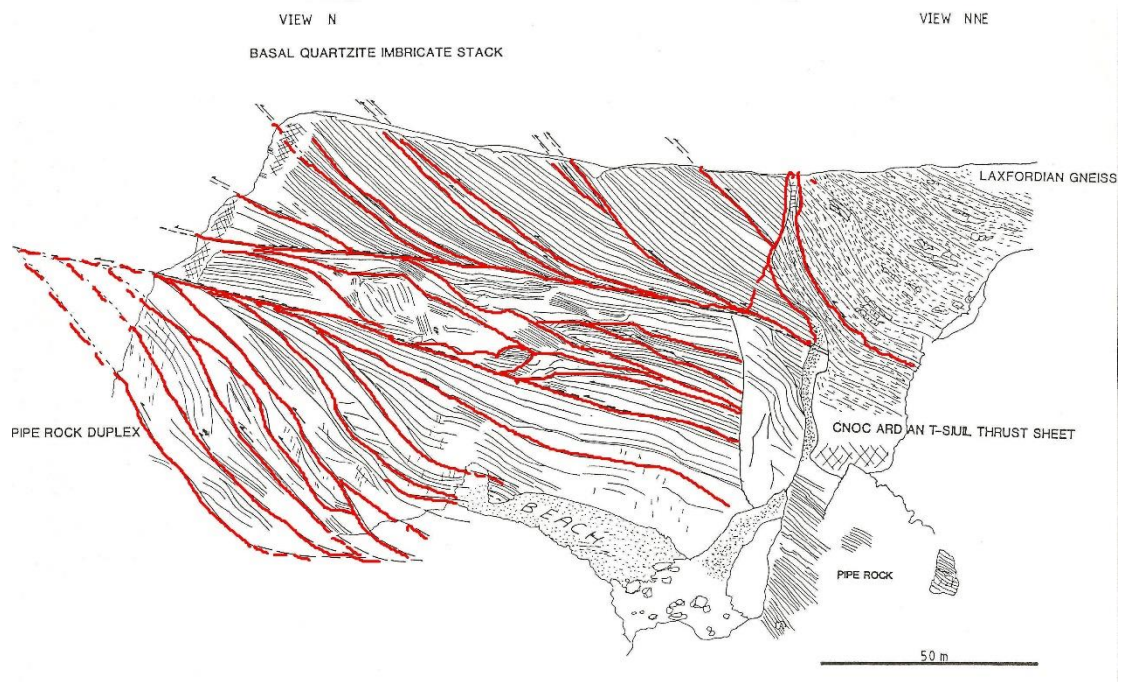 VIEW N
VIEW NNE
BASAL QUARTZITE IMBRICATE STACK
LAXFORDIAN GNEISS
PIPE ROCK DUPLEX
CNOC ARD AN T-SJUIL THRUST SHEET
BEACH
PIPE ROCK
50 m